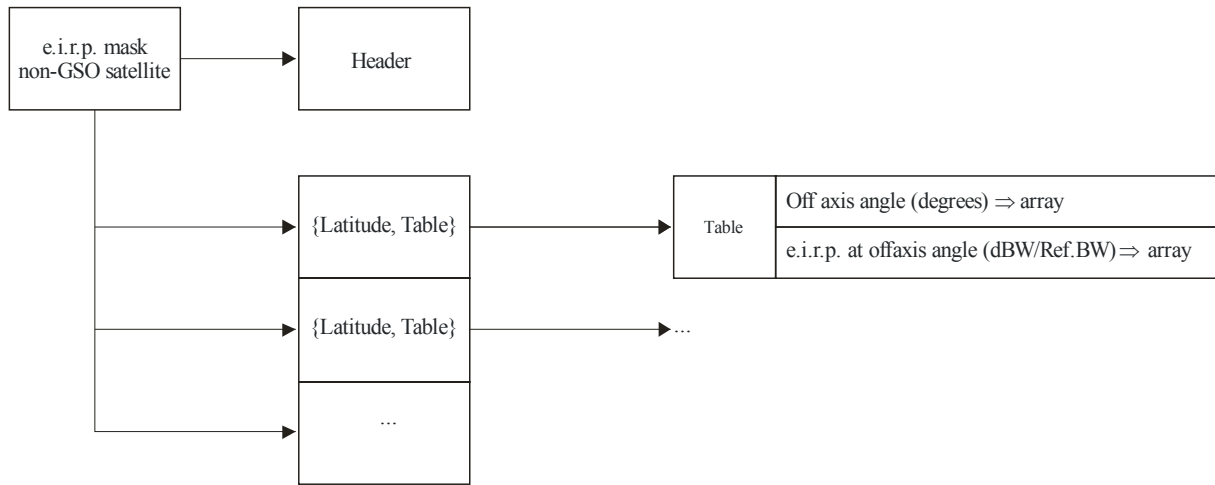 e.i.r.p. mask
non-GSO satellite
Header
{Latitude, Table}
Table
Off axis angle (degrees) ⇒ array
e.i.r.p. at offaxis angle (dBW/Ref.BW) ⇒ array
{Latitude, Table}
...
...